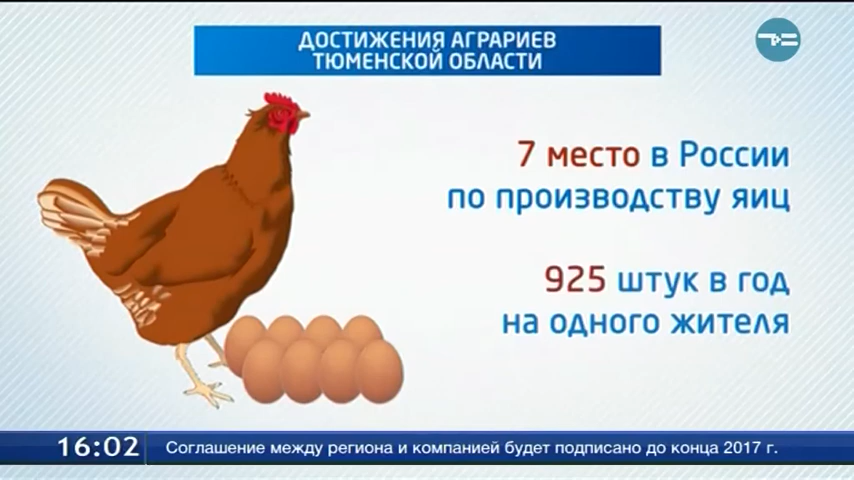 ДОСТИЖЕНИЯ АГРАРИЕВ
ТЮМЕНСКОЙ ОБЛАСТИ
7 место в России
по производству яиц
925 штук в год
на одного жителя
16:02 Соглашение между региона и компанией будет подписано до конца 2017 г.